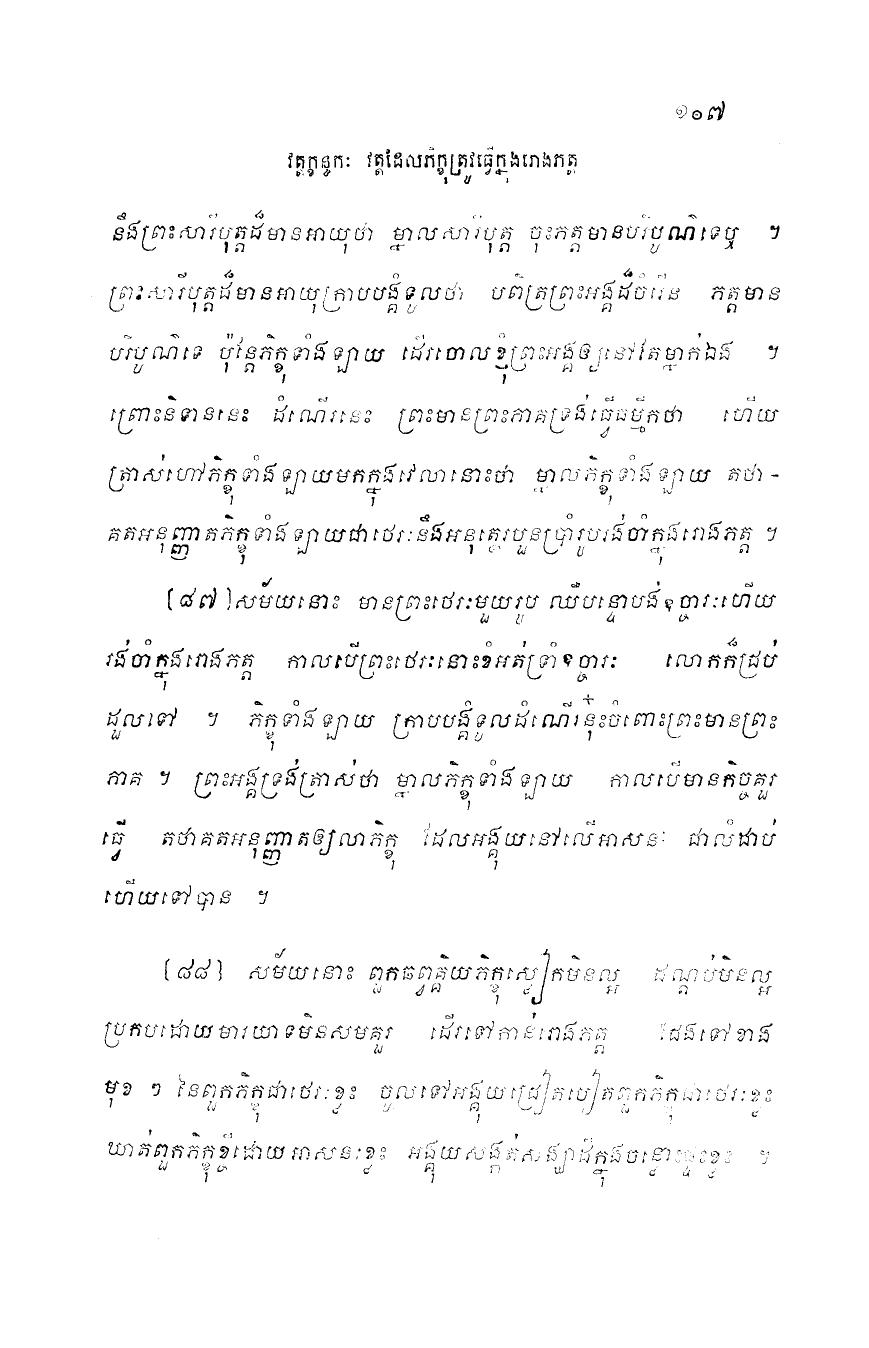 ១០៧
វត្តក្ខន្ធកៈ វត្តដែលភិក្ខុត្រូវធ្វើក្នុងរោងភត្ត
នឹងព្រះសារីបុត្តដ៏មានអាយុថា ម្នាលសារីបុត្ត ចុះភត្តមានបរិបូណ៌ទេឬ ។
ព្រះសារីបុត្តដ៏មានអាយុក្រាបបង្គំទូលថា បពិត្រព្រះអង្គដ៏ចំរើន ភត្តមាន
បរិបូណ៌ទេ ប៉ុន្តែភិក្ខុទាំងឡាយ ដើរចោលខ្ញុំព្រះអង្គឲ្យនៅតែម្នាក់ឯង ។
ព្រោះនិទាននេះ ដំណើរនេះ ព្រះមានព្រះភាគទ្រង់ធ្វើធម្មីកថា ហើយ
ត្រាស់ហៅភិក្ខុទាំងឡាយមកក្នុងវេលានោះថា ម្នាលភិក្ខុទាំងឡាយ តថា-
គតអនុញ្ញាតភិក្ខុទាំងឡាយជាថេរៈនឹងអនុត្ថេរបួនប្រាំរូបរង់ចាំក្នុងរោងភត្ត ។
[៨៧] សម័យនោះ មានព្រះថេរៈមួយរូប ឈឺបន្ទោបង់ឧច្ចារៈហើយ
រង់ចាំក្នុងរោងភត្ត កាលបើព្រះថេរៈនោះខំអត់ទ្រាំឧច្ចារៈ លោកក៏ដ្រប់
ដួលទៅ ។ ភិក្ខុទាំងឡាយ ក្រាបបង្គំទូលដំណើរនុ៎ះចំពោះព្រះមានព្រះ
ភាគ ។ ព្រះអង្គទ្រង់ត្រាស់ថា ម្នាលភិក្ខុទាំងឡាយ កាលបើមានកិច្ចគួរ
ធ្វើ តថាគតអនុញ្ញាតឲ្យលាភិក្ខុ ដែលអង្គុយនៅលើអាសនៈ ជាលំដាប់
ហើយទៅបាន ។
[៨៨] សម័យនោះ ពួកឆព្វគ្គិយភិក្ខុស្លៀកមិនល្អ ដណ្តប់មិនល្អ
ប្រកបដោយមារយាទមិនសមគួរ ដើរទៅកាន់រោងភត្ត ដែងទៅខាង
មុខ ៗ នៃពួកភិក្ខុជាថេរៈខ្លះ ចូលទៅអង្គុយជ្រៀតបៀតពួកភិក្ខុជាថេរៈខ្លះ
ឃាត់ពួកភិក្ខុខ្ចីដោយអាសនៈខ្លះ អង្គុយសង្កត់សង្ឃាដីក្នុងចន្លោះផ្ទះខ្លះ ។